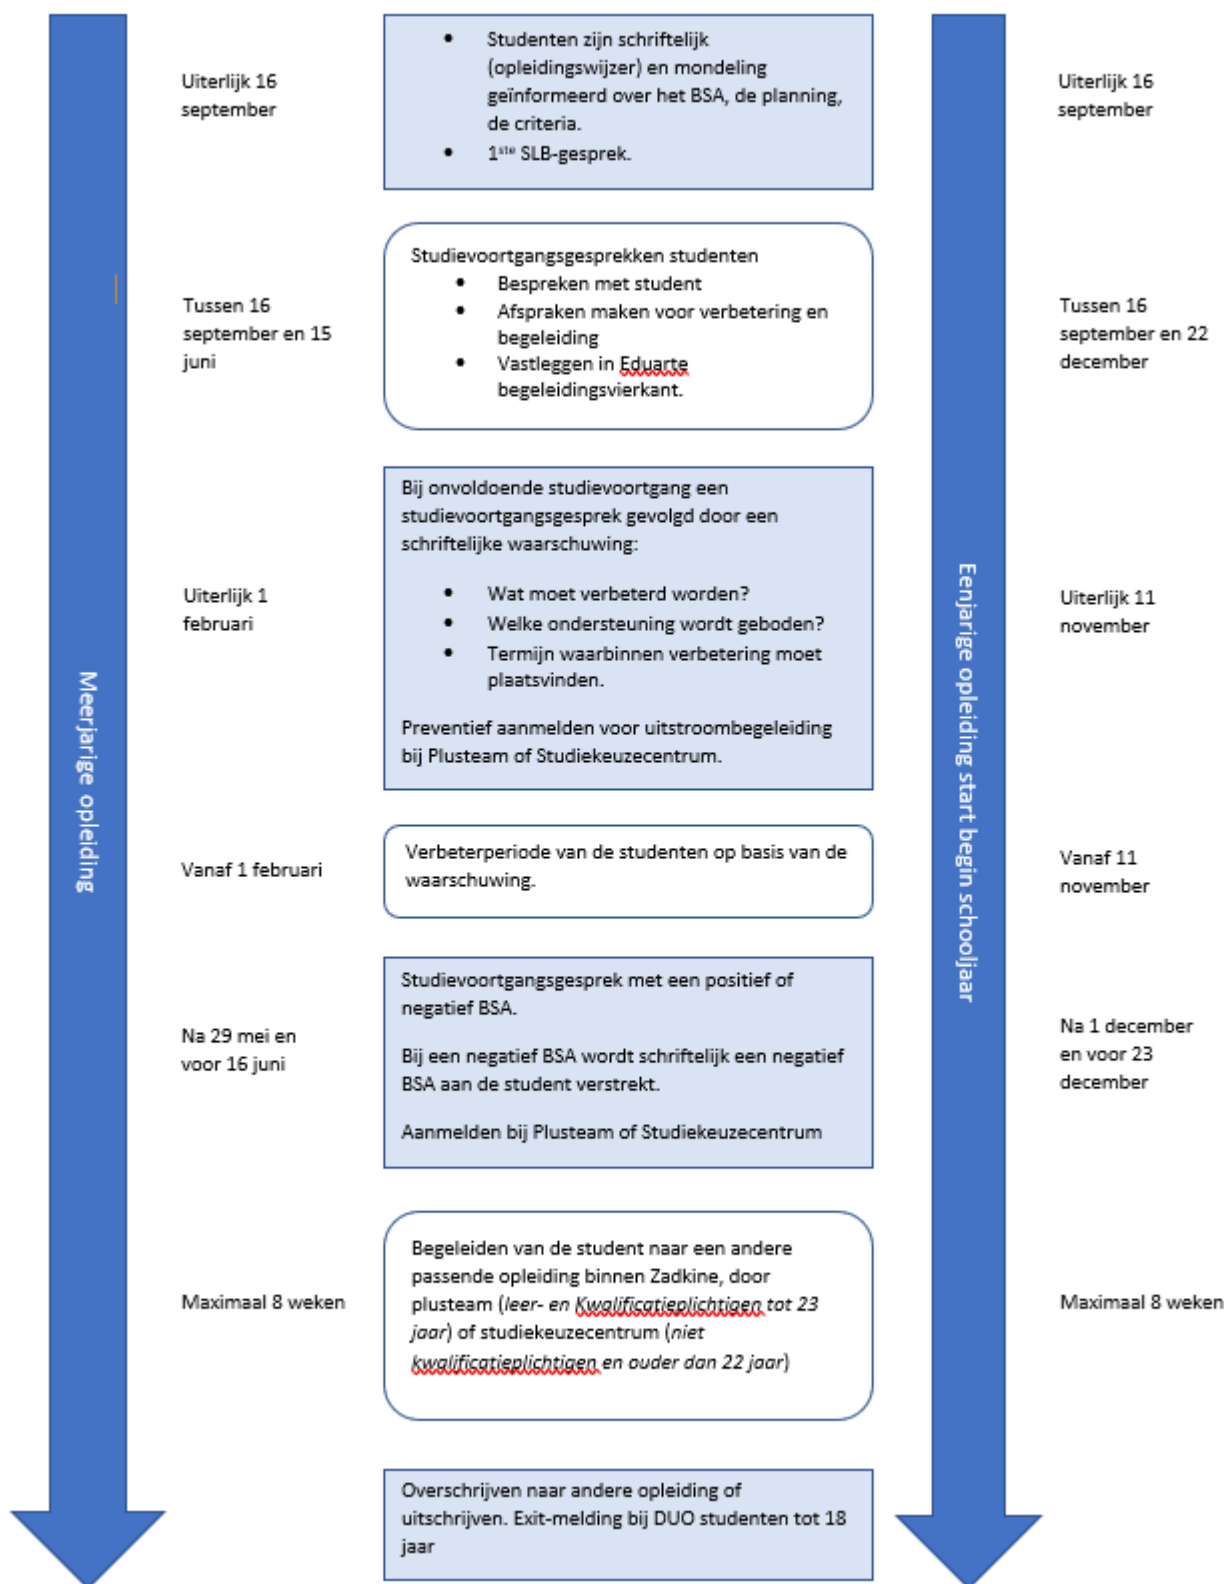 Meerjarige opleiding
Uiterlijk 16
september
• Studenten zijn schriftelijk
(opleidingswijzer) en mondeling
geïnformeerd over het BSA, de planning,
de criteria.
• 1ste SLB-gesprek.
Uiterlijk 16
september
Tussen 16
september en 15
juni
Studievoortgangsgesprekken studenten
• Bespreken met student
• Afspraken maken voor verbetering en
begeleiding
• Vastleggen in Eduarte
begeleidingsvierkant.
Tussen 16
september en 22
december
Uiterlijk 1
februari
Bij onvoldoende studievoortgang een
studievoortgangsgesprek gevolgd door een
schriftelijke waarschuwing:
• Wat moet verbeterd worden?
• Welke ondersteuning wordt geboden?
• Termijn waarbinnen verbetering moet
plaatsvinden.
Preventief aanmelden voor uitstroombegeleiding
bij Plusteam of Studiekeuzecentrum.
Uiterlijk 11
november
Eenjarige opleiding start begin schooljaar
Vanaf 1 februari
Verbeterperiode van de studenten op basis van de
waarschuwing.
Vanaf 11
november
Na 29 mei en
voor 16 juni
Studievoortgangsgesprek met een positief of
negatief BSA.
Bij een negatief BSA wordt schriftelijk een negatief
BSA aan de student verstrekt.
Aanmelden bij Plusteam of Studiekeuzecentrum
Na 1 december
en voor 23
december
Maximaal 8 weken
Begeleiden van de student naar een andere
passende opleiding binnen Zadkine, door
plusteam (leer- en Kwalificatieplichtigen tot 23
jaar) of studiekeuzecentrum (niet
kwalificatieplichtigen en ouder dan 22 jaar)
Maximaal 8 weken
Overschrijven naar andere opleiding of
uitschrijven. Exit-melding bij DUO studenten tot 18
jaar